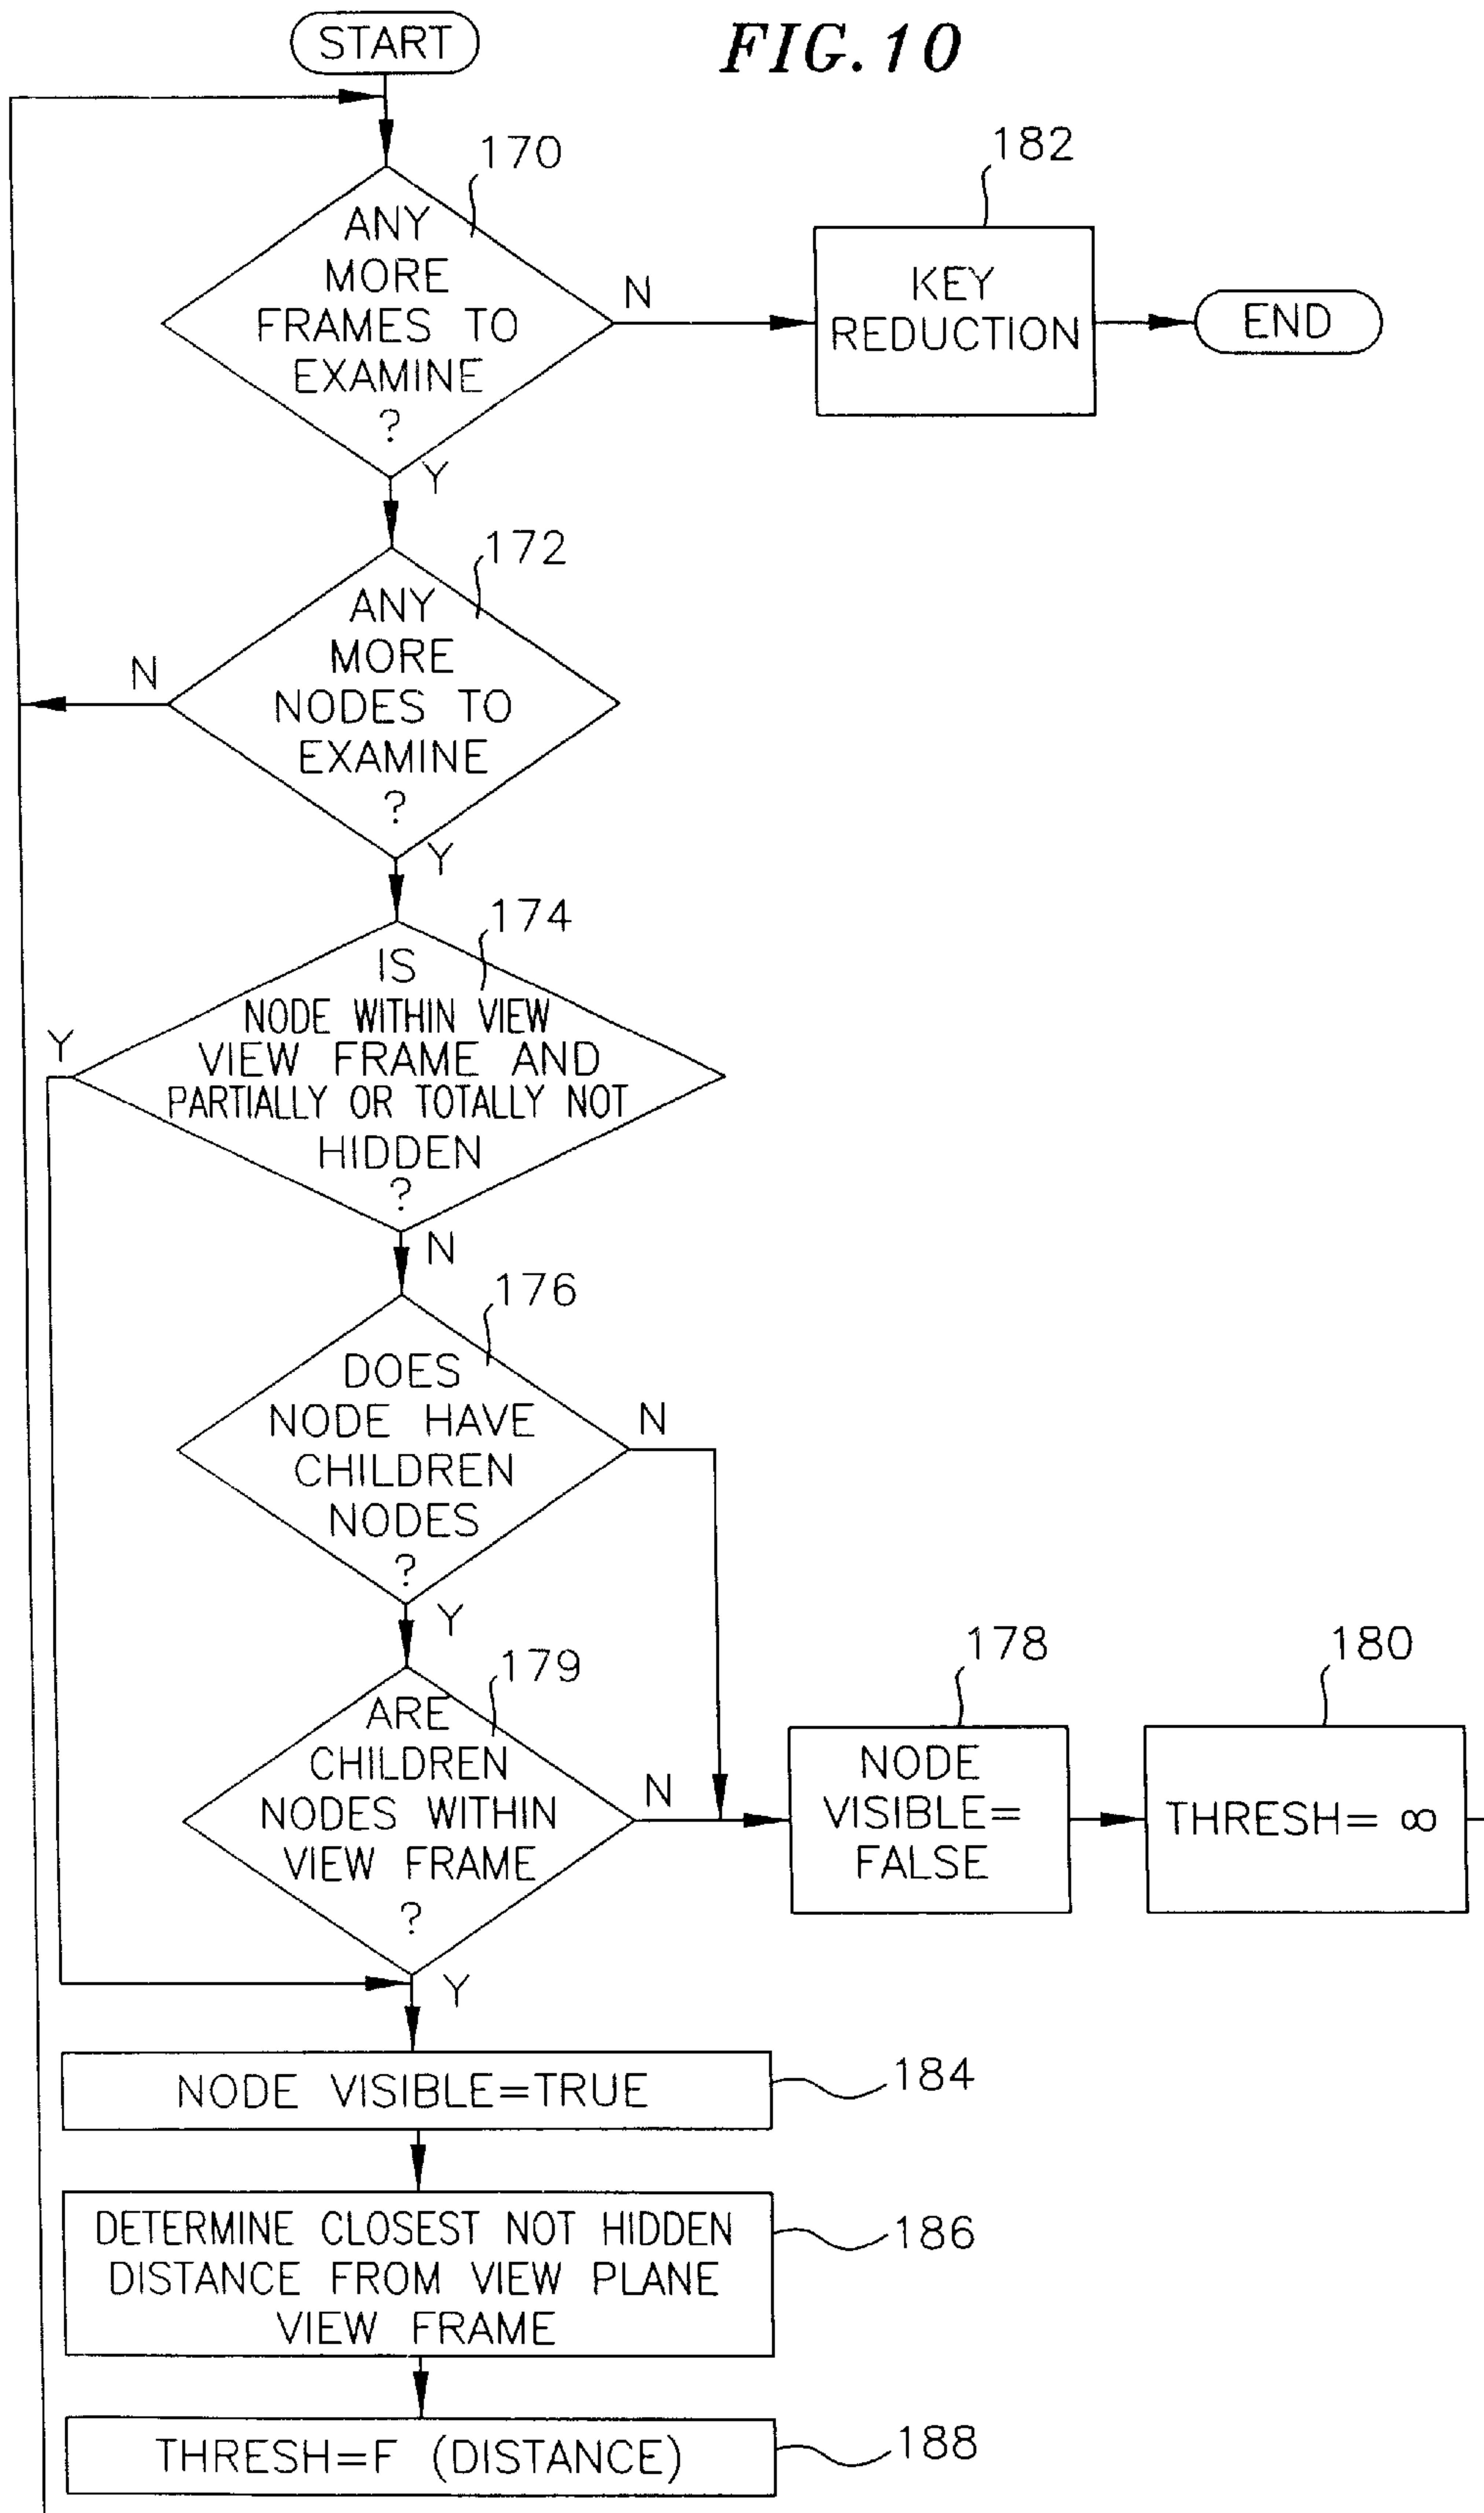 START
FIG.10
170
ANY
MORE
FRAMES TO
EXAMINE
?
N
182
KEY
REDUCTION
END
Y
172
ANY
MORE
NODES TO
EXAMINE
?
N
Y
174
IS
NODE WITHIN VIEW
VIEW FRAME AND
PARTIALLY OR TOTALLY NOT
HIDDEN
?
Y
N
176
DOES
NODE HAVE
CHILDREN
NODES
?
N
Y
179
ARE
CHILDREN
NODES WITHIN
VIEW FRAME
?
N
178
NODE
VISIBLE=
FALSE
180
THRESH= ∞
Y
NODE VISIBLE=TRUE
184
DETERMINE CLOSEST NOT HIDDEN
DISTANCE FROM VIEW PLANE
VIEW FRAME
186
THRESH=F (DISTANCE)
188